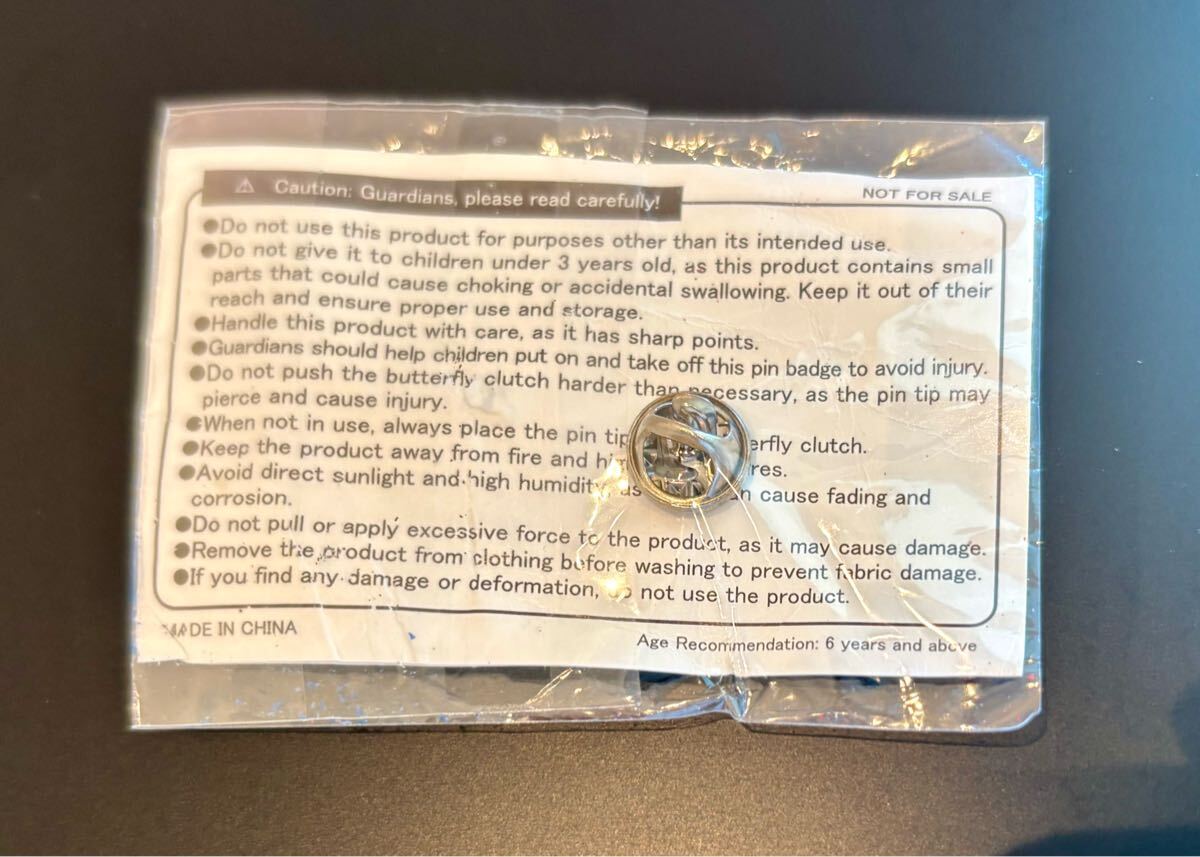 ⚠ Caution: Guardians, please read carefully!
NOT FOR SALE
●Do not use this product for purposes other than its intended use.
●Do not give it to children under 3 years old, as this product contains small
parts that could cause choking or accidental swallowing. Keep it out of their
reach and ensure proper use and storage.
●Handle this product with care, as it has sharp points.
●Guardians should help children put on and take off this pin badge to avoid injury.
●Do not push the butterfly clutch harder than necessary, as the pin tip may
pierce and cause injury.
●When not in use, always place the pin tip erfly clutch.
●Keep the product away from fire and hi res.
●Avoid direct sunlight and high humidity, as n cause fading and
corrosion.
●Do not pull or apply excessive force to the product, as it may cause damage.
●Remove the product from clothing before washing to prevent fabric damage.
●If you find any damage or deformation, do not use the product.
MADE IN CHINA
Age Recommendation: 6 years and above